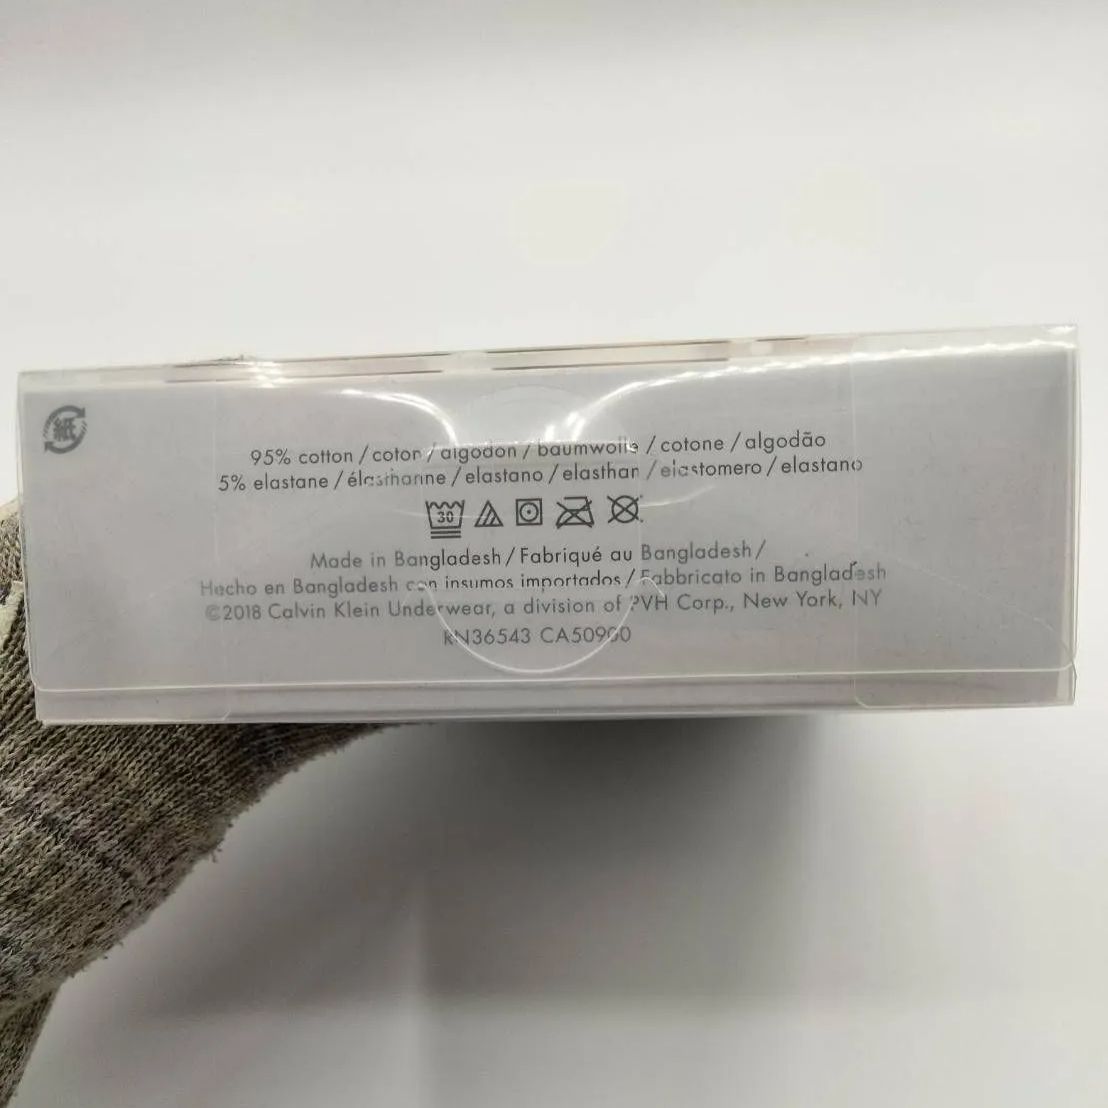 紙
95% cotton / coton / algodon / baumwolle / cotone / algodão
5% elastane / élasthanne / elastano / elasthan / elastomero / elastano
30
Made in Bangladesh / Fabriqué au Bangladesh /
Hecho en Bangladesh con insumos importados / Fabbricato in Bangladesh
©2018 Calvin Klein Underwear, a division of PVH Corp., New York, NY
RN36543 CA50900